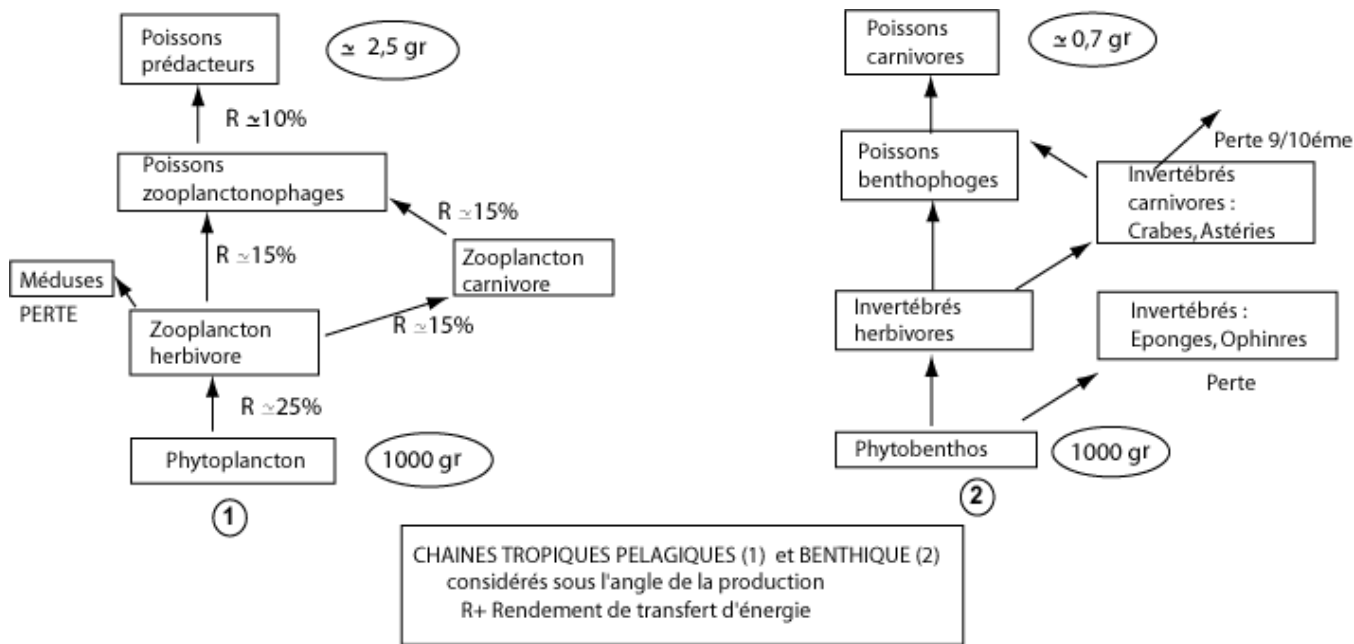 Poissons
prédacteurs
≃ 2,5 gr
R ≃10%
Poissons
zooplanctonophages
R ≃15%
R ≃15%
Zooplancton
carnivore
Méduses
PERTE
R ≃15%
Zooplancton
herbivore
R ≃25%
Phytoplancton
1000 gr
1
Poissons
carnivores
≃ 0,7 gr
Perte 9/10éme
Poissons
benthophoges
Invertébrés
carnivores :
Crabes, Astéries
Invertébrés
herbivores
Invertébrés :
Eponges, Ophinres
Perte
Phytobenthos
1000 gr
2
CHAINES TROPIQUES PELAGIQUES (1) et BENTHIQUE (2)
considérés sous l'angle de la production
R+ Rendement de transfert d'énergie